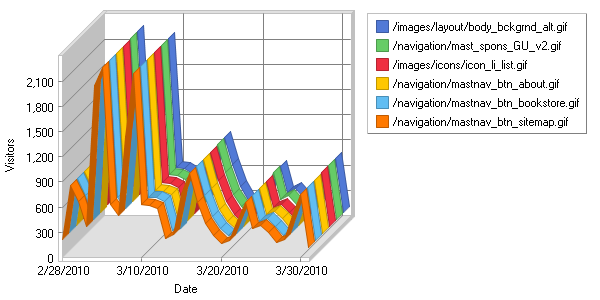 /images/layout/body_bckgrnd_alt.gif
/navigation/mast_spons_GU_v2.gif
/images/icons/icon_li_list.gif
/navigation/mastnav_btn_about.gif
/navigation/mastnav_btn_bookstore.gif
/navigation/mastnav_btn_sitemap.gif
Visitors
2,100
1,800
1,500
1,200
900
600
300
0
2/28/2010 3/10/2010 3/20/2010 3/30/2010
Date